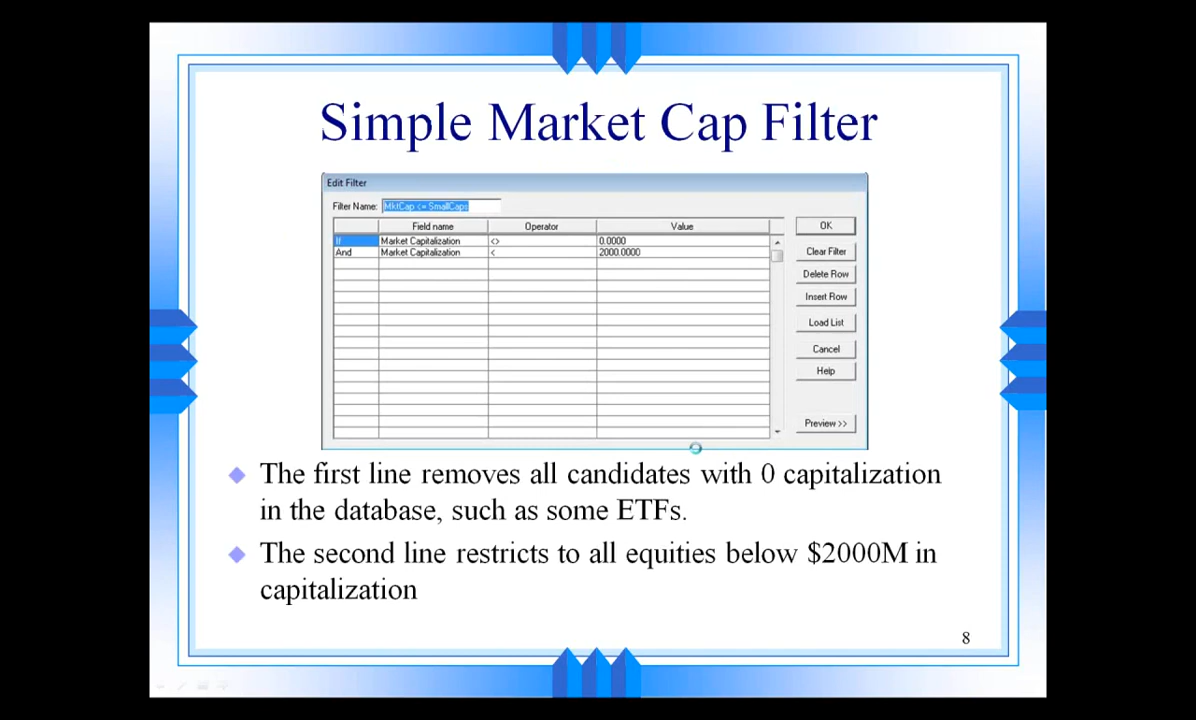 Simple Market Cap Filter
Edit Filter
Filter Name: MktCap <= SmallCaps
Field name Operator Value
If Market Capitalization <> 0.0000
And Market Capitalization < 2000.0000
OK
Clear Filter
Delete Row
Insert Row
Load List
Cancel
Help
Preview >>
The first line removes all candidates with 0 capitalization
in the database, such as some ETFs.
The second line restricts to all equities below $2000M in
capitalization
8